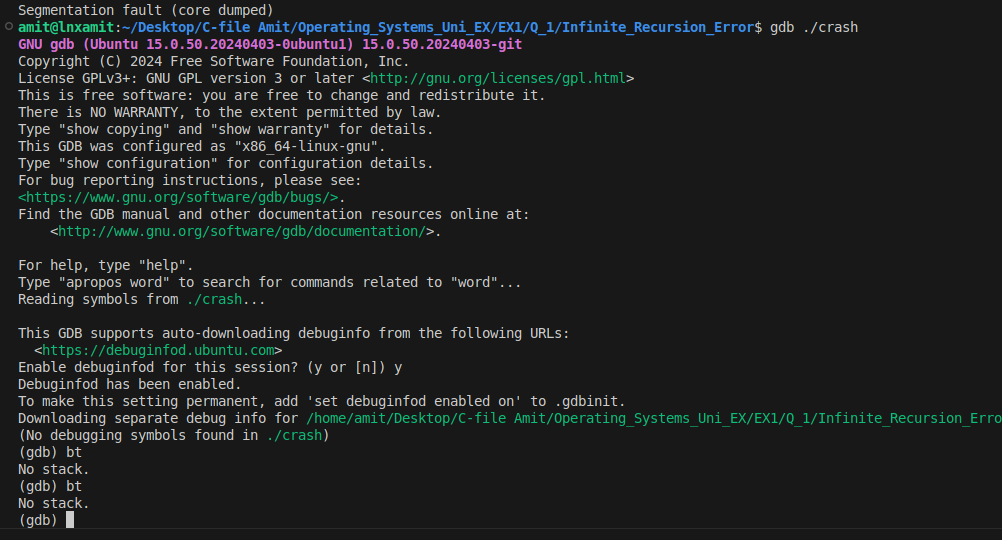 Segmentation fault (core dumped)
amit@lnxamit:~/Desktop/C-file Amit/Operating_Systems_Uni_EX/EX1/Q_1/Infinite_Recursion_Error$ gdb ./crash
GNU gdb (Ubuntu 15.0.50.20240403-0ubuntu1) 15.0.50.20240403-git
Copyright (C) 2024 Free Software Foundation, Inc.
License GPLv3+: GNU GPL version 3 or later <http://gnu.org/licenses/gpl.html>
This is free software: you are free to change and redistribute it.
There is NO WARRANTY, to the extent permitted by law.
Type "show copying" and "show warranty" for details.
This GDB was configured as "x86_64-linux-gnu".
Type "show configuration" for configuration details.
For bug reporting instructions, please see:
<https://www.gnu.org/software/gdb/bugs/>.
Find the GDB manual and other documentation resources online at:
    <http://www.gnu.org/software/gdb/documentation/>.

For help, type "help".
Type "apropos word" to search for commands related to "word"...
Reading symbols from ./crash...

This GDB supports auto-downloading debuginfo from the following URLs:
  <https://debuginfod.ubuntu.com>
Enable debuginfod for this session? (y or [n]) y
Debuginfod has been enabled.
To make this setting permanent, add 'set debuginfod enabled on' to .gdbinit.
Downloading separate debug info for /home/amit/Desktop/C-file Amit/Operating_Systems_Uni_EX/EX1/Q_1/Infinite_Recursion_Erro
(No debugging symbols found in ./crash)
(gdb) bt
No stack.
(gdb) bt
No stack.
(gdb)